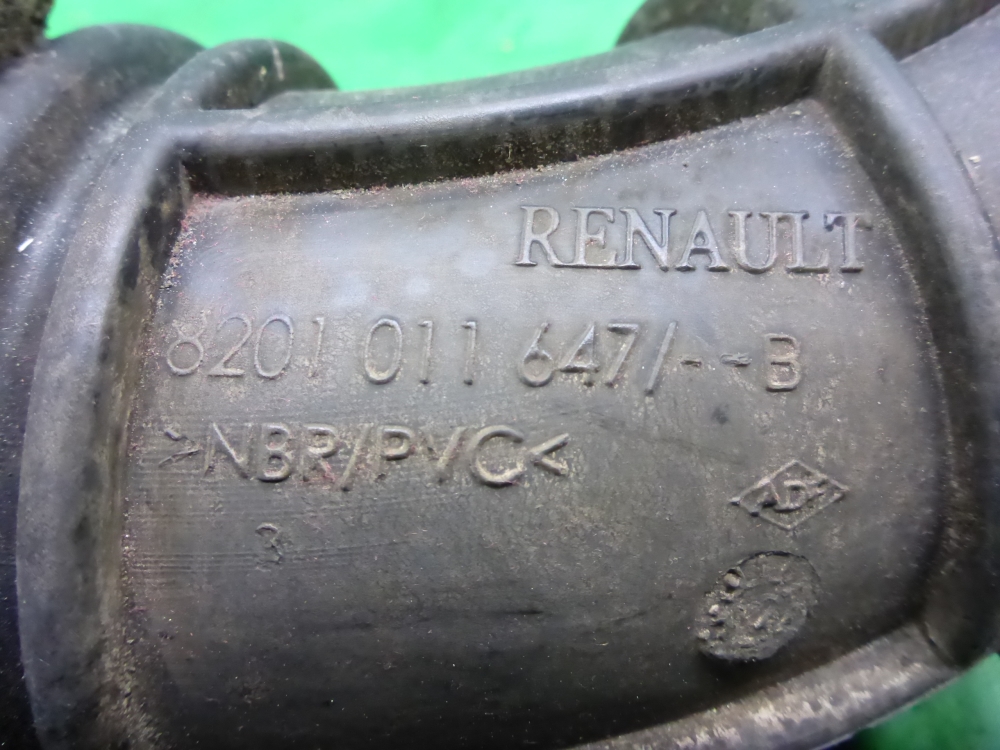 RENAULT
8201 011 647/--B
>NBR/PVC<
3